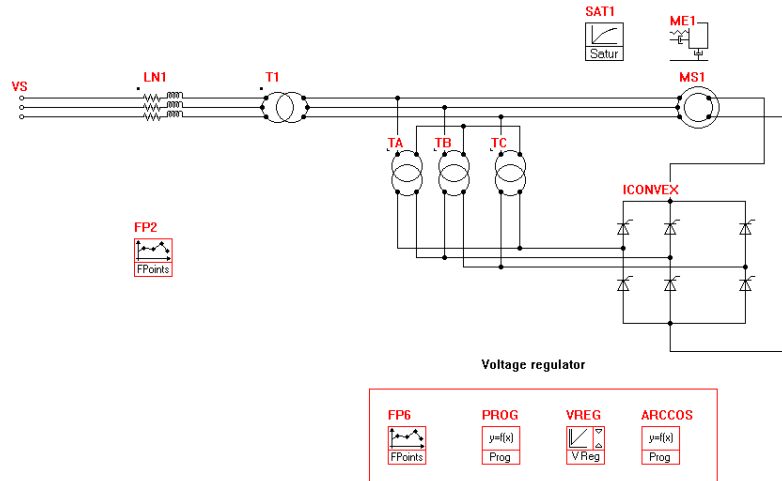 SAT1
ME1
Satur
VS
LN1
T1
MS1
TA
TB
TC
ICONVEX
FP2
FPoints
Voltage regulator
FP6
PROG
VREG
ARCCOS
y=f(x)
y=f(x)
FPoints
Prog
V Reg
Prog